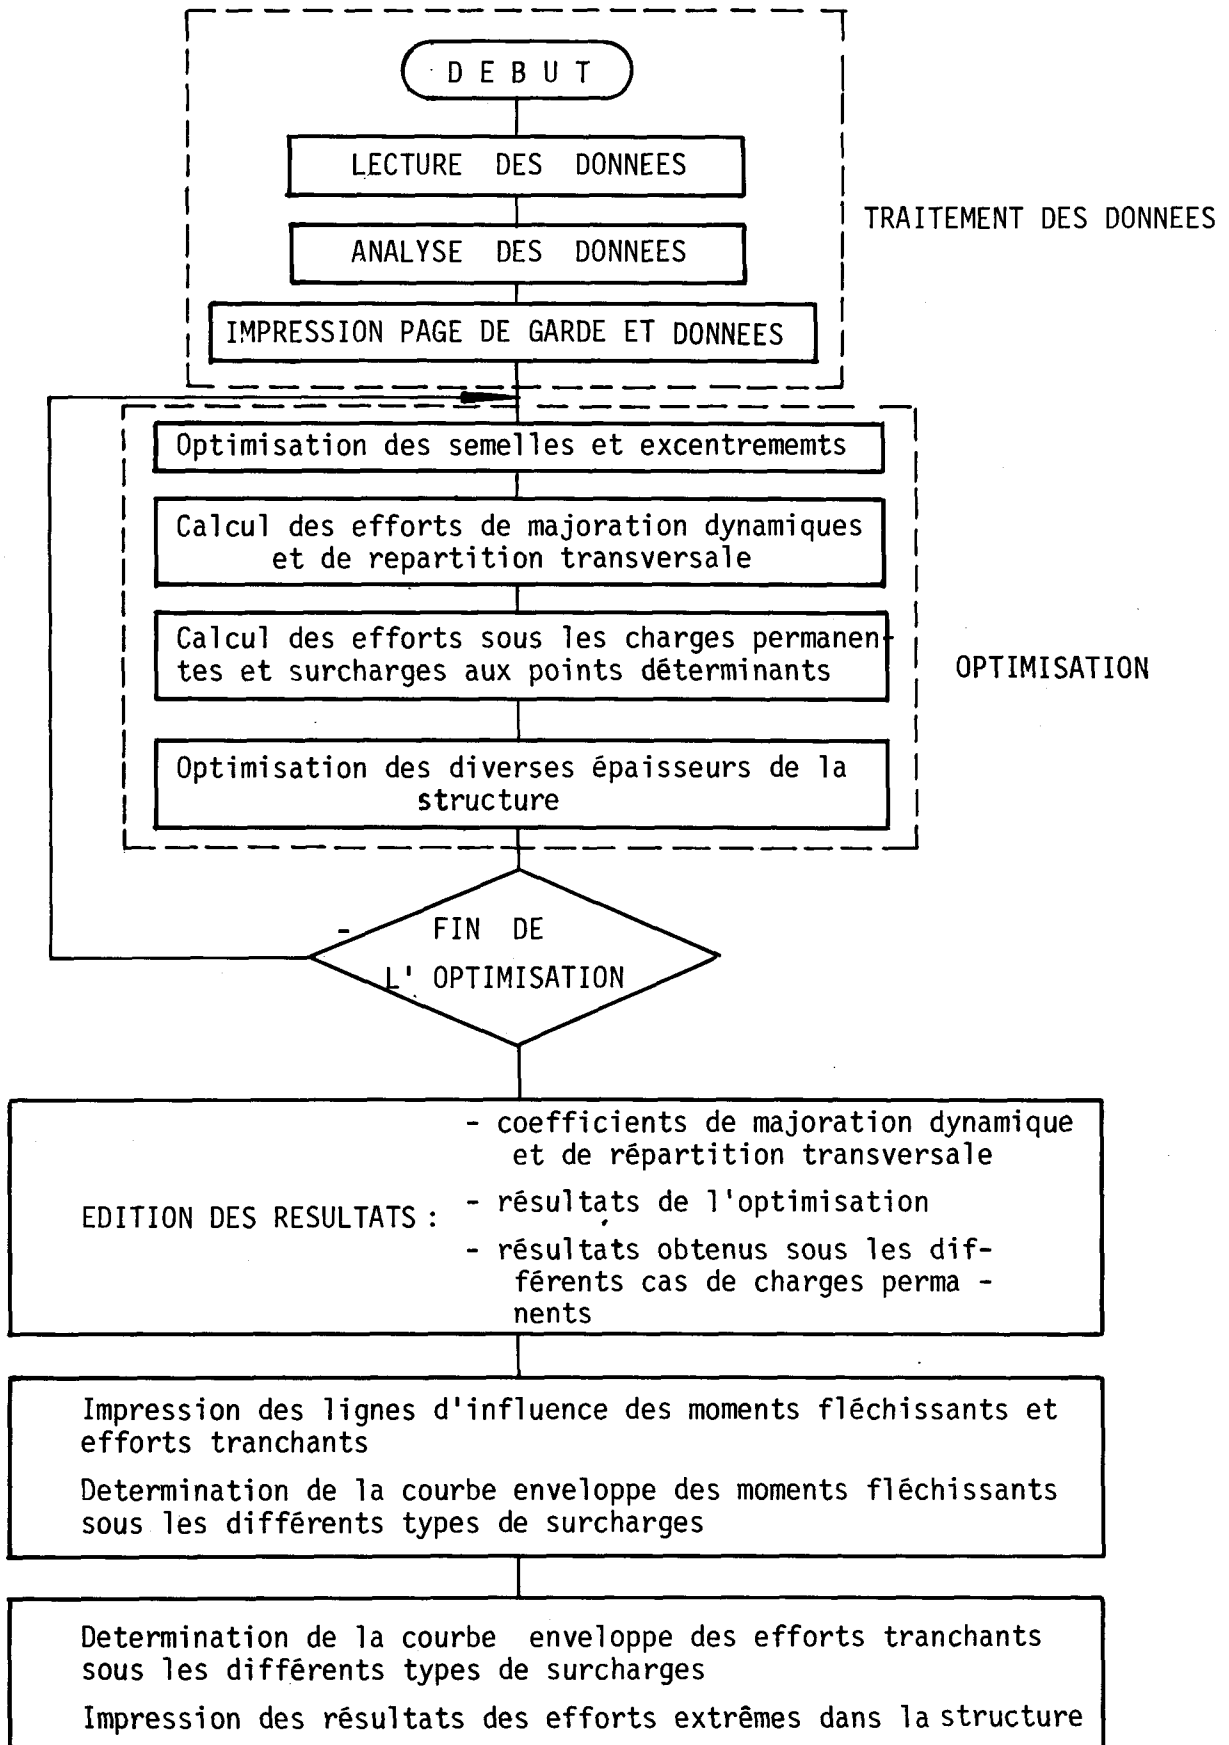 D E B U T
LECTURE DES DONNEES
ANALYSE DES DONNEES
IMPRESSION PAGE DE GARDE ET DONNEES
TRAITEMENT DES DONNEES
Optimisation des semelles et excentrememts
Calcul des efforts de majoration dynamiques
et de repartition transversale
Calcul des efforts sous les charges permanen-
tes et surcharges aux points déterminants
Optimisation des diverses épaisseurs de la
structure
OPTIMISATION
-
FIN DE
L' OPTIMISATION
EDITION DES RESULTATS :
- coefficients de majoration dynamique
et de répartition transversale
- résultats de l'optimisation
- résultats obtenus sous les dif-
férents cas de charges perma -
nents
Impression des lignes d'influence des moments fléchissants et
efforts tranchants
Determination de la courbe enveloppe des moments fléchissants
sous les différents types de surcharges
Determination de la courbe enveloppe des efforts tranchants
sous les différents types de surcharges
Impression des résultats des efforts extrêmes dans la structure